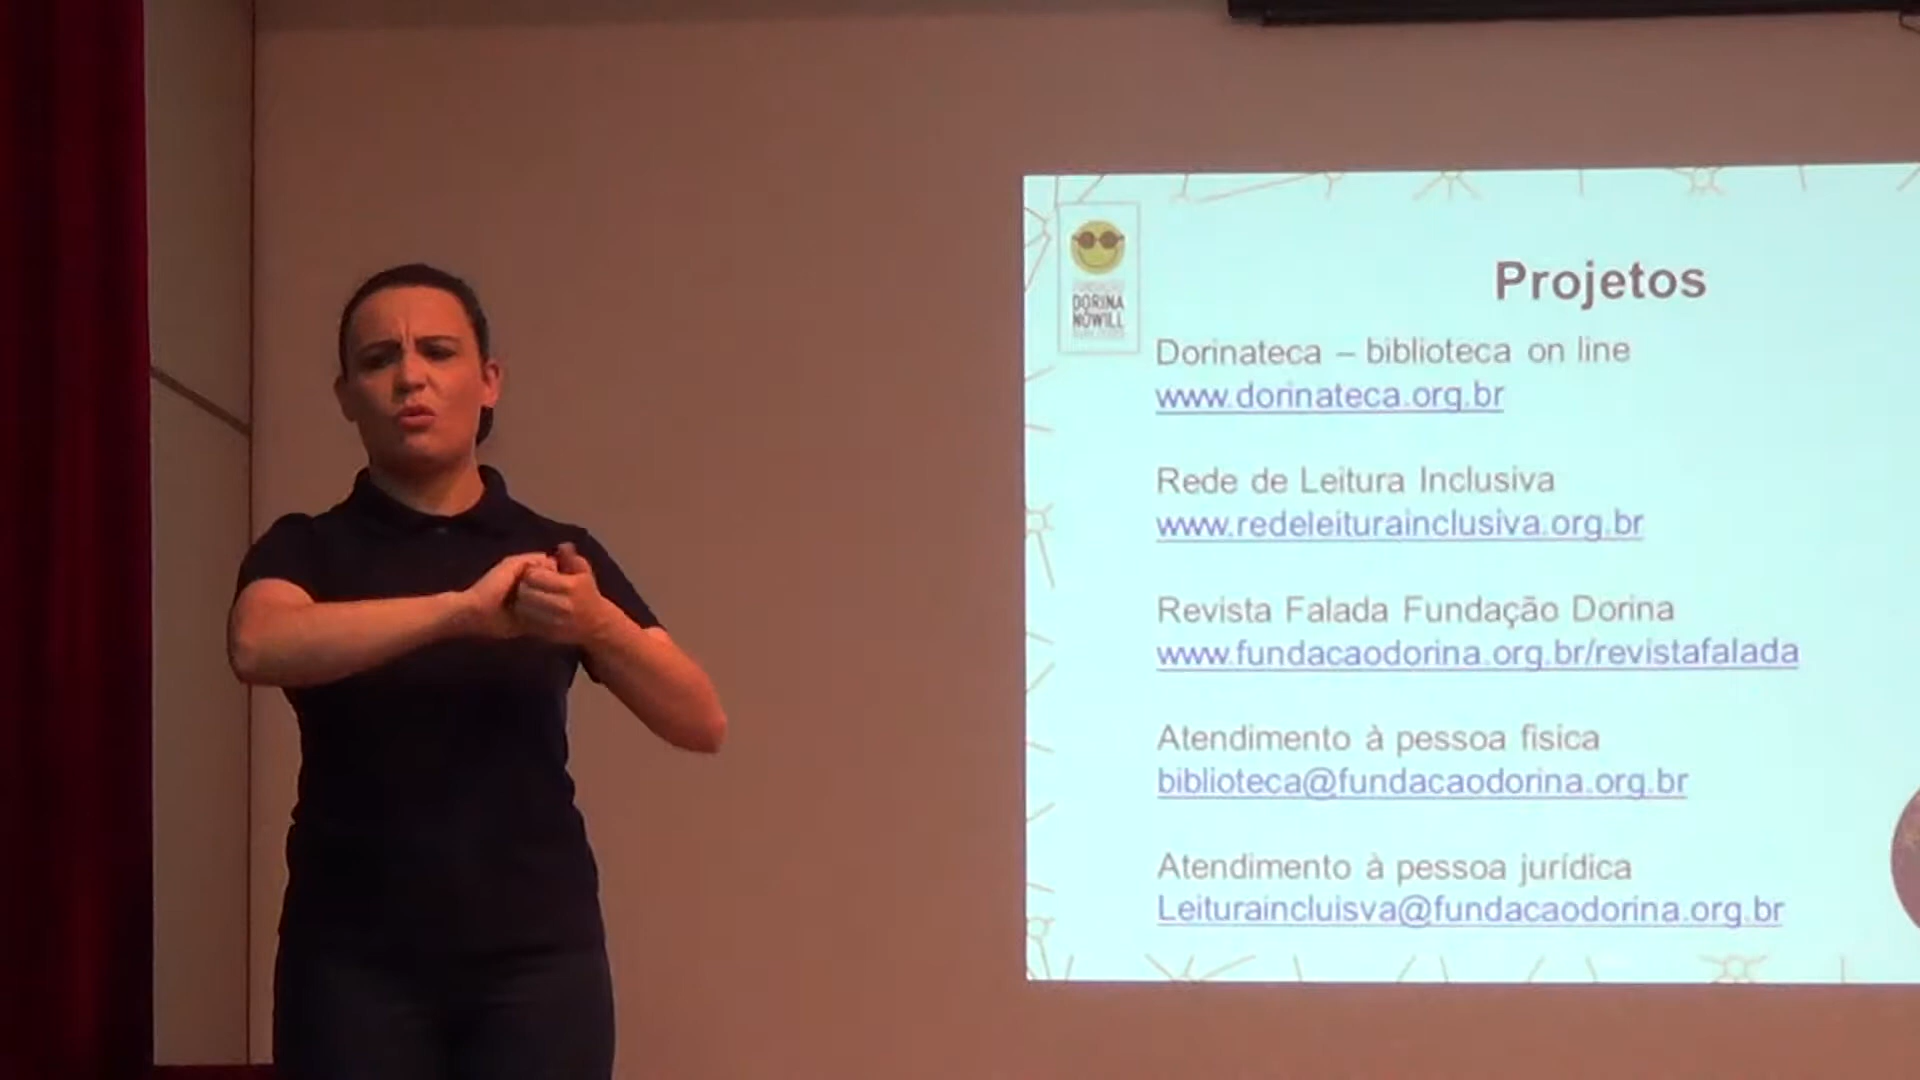 DORINA
NOWILL
Projetos
Dorinateca – biblioteca on line
www.dorinateca.org.br
Rede de Leitura Inclusiva
www.redeleiturainclusiva.org.br
Revista Falada Fundação Dorina
www.fundacaodorina.org.br/revistafalada
Atendimento à pessoa fisica
biblioteca@fundacaodorina.org.br
Atendimento à pessoa jurídica
Leituraincluisva@fundacaodorina.org.br